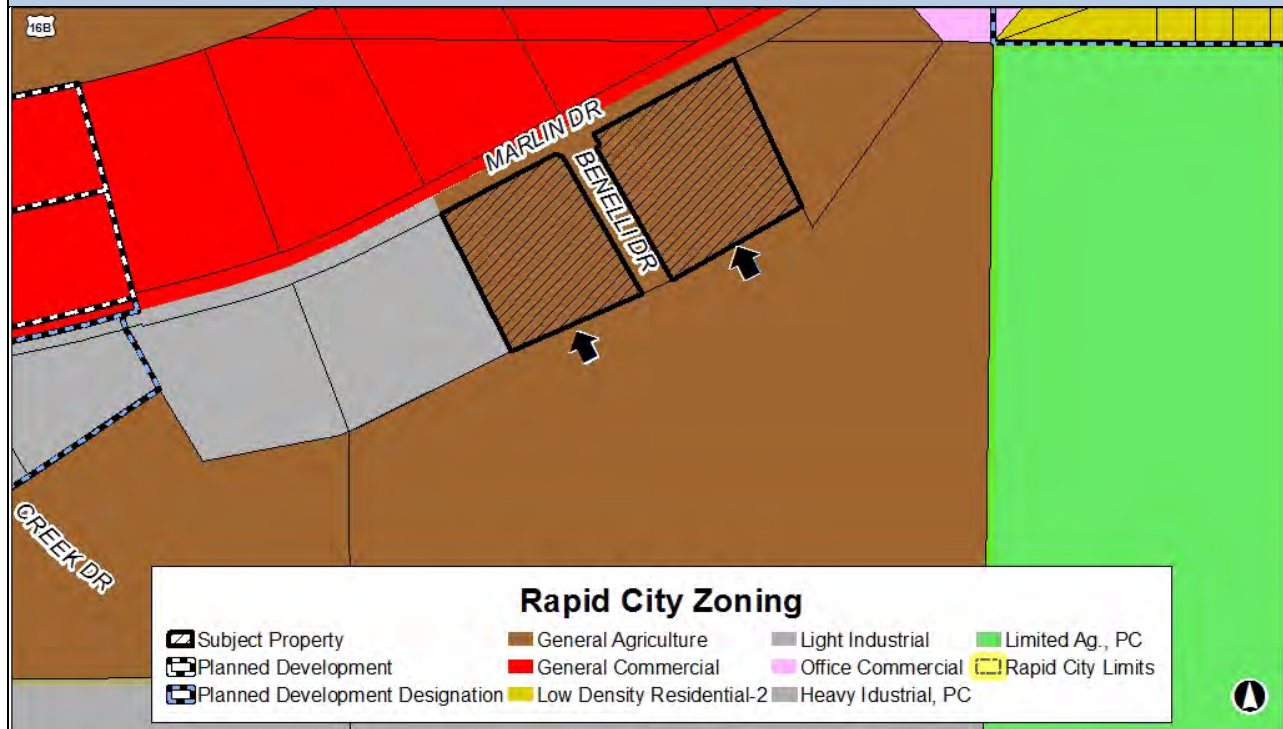 16B
MARLIN DR
BENELLI DR
CREEK DR
Rapid City Zoning
Subject Property
General Agriculture
Light Industrial
Limited Ag., PC
Planned Development
General Commercial
Office Commercial
Rapid City Limits
Planned Development Designation
Low Density Residential-2
Heavy Idustrial, PC